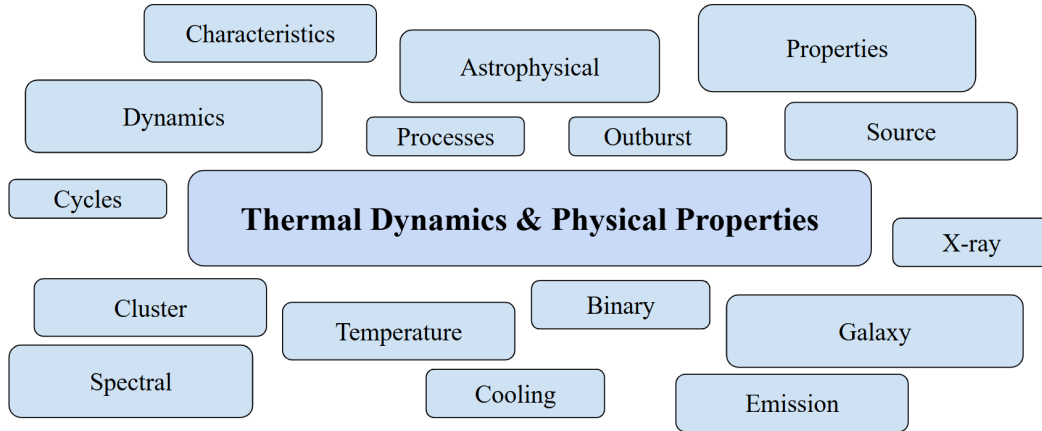 Characteristics
Astrophysical
Properties
Dynamics
Processes
Outburst
Source
Cycles
Thermal Dynamics & Physical Properties
X-ray
Cluster
Temperature
Binary
Galaxy
Spectral
Cooling
Emission